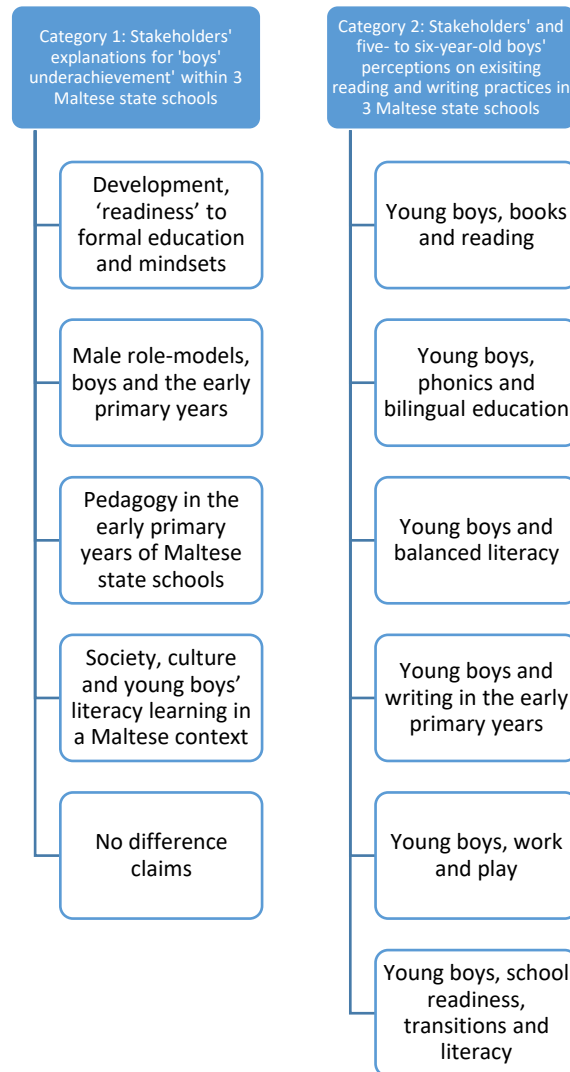 Category 1: Stakeholders'
explanations for 'boys'
underachievement' within 3
Maltese state schools
Development,
‘readiness’ to
formal education
and mindsets
Male role-models,
boys and the early
primary years
Pedagogy in the
early primary
years of Maltese
state schools
Society, culture
and young boys’
literacy learning in
a Maltese context
No difference
claims
Category 2: Stakeholders' and
five- to six-year-old boys'
perceptions on exisiting
reading and writing practices in
3 Maltese state schools
Young boys, books
and reading
Young boys,
phonics and
bilingual education
Young boys and
balanced literacy
Young boys and
writing in the early
primary years
Young boys, work
and play
Young boys, school
readiness,
transitions and
literacy